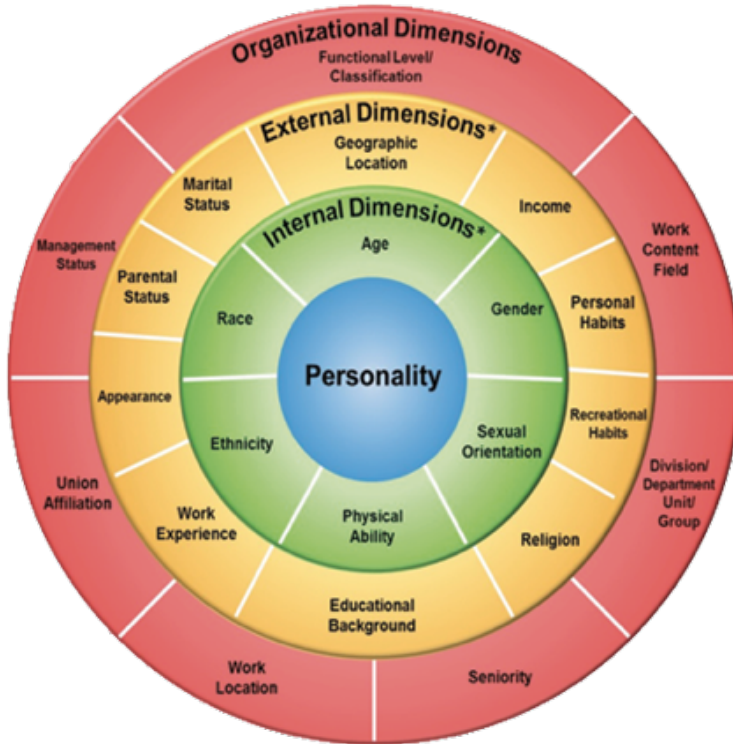 Organizational Dimensions
Functional Level/
Classification
External Dimensions*
Geographic
Location
Marital
Status
Income
Internal Dimensions*
Age
Management
Status
Work
Content
Field
Parental
Status
Personal
Habits
Race
Gender
Personality
Appearance
Recreational
Habits
Ethnicity
Sexual
Orientation
Union
Affiliation
Division/
Department
Unit/
Group
Work
Experience
Physical
Ability
Religion
Educational
Background
Work
Location
Seniority